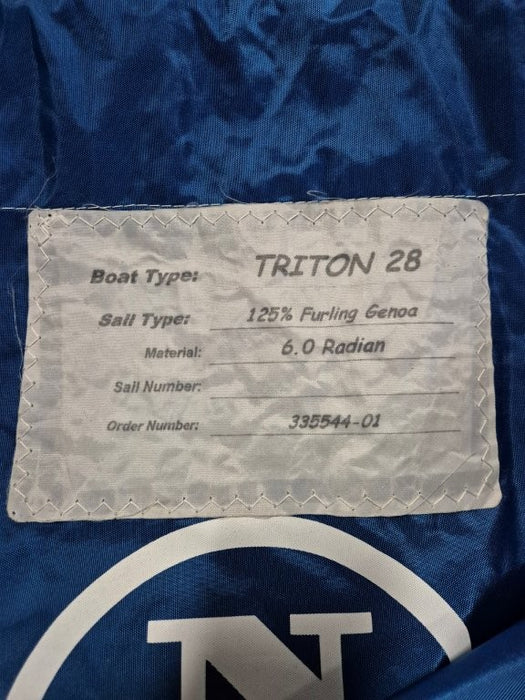 Boat Type: TRITON 28
Sail Type: 125% Furling Genoa
Material: 6.0 Radian
Sail Number:
Order Number: 335544-01
N